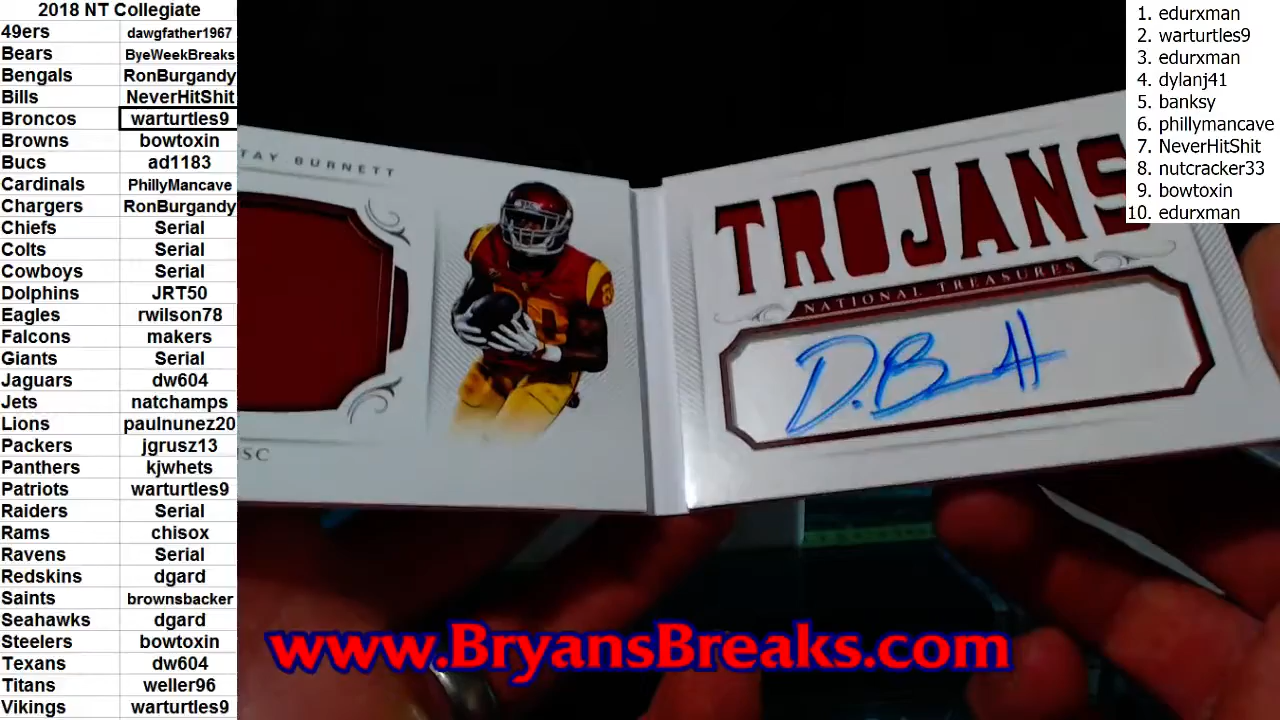 2018 NT Collegiate
49ers dawgfather1967
Bears ByeWeekBreaks
Bengals RonBurgandy
Bills NeverHitShit
Broncos warturtles9
Browns bowtoxin
Bucs ad1183
Cardinals PhillyMancave
Chargers RonBurgandy
Chiefs Serial
Colts Serial
Cowboys Serial
Dolphins JRT50
Eagles rwilson78
Falcons makers
Giants Serial
Jaguars dw604
Jets natchamps
Lions paulnunez20
Packers jgrusz13
Panthers kjwhets
Patriots warturtles9
Raiders Serial
Rams chisox
Ravens Serial
Redskins dgard
Saints brownsbacker
Seahawks dgard
Steelers bowtoxin
Texans dw604
Titans weller96
Vikings warturtles9
TAY BURNETT
SC
TROJANS
NATIONAL TREASURES
D. B
1. edurxman
2. warturtles9
3. edurxman
4. dylanj41
5. banksy
6. phillymancave
7. NeverHitShit
8. nutcracker33
9. bowtoxin
10. edurxman
www.BryansBreaks.com